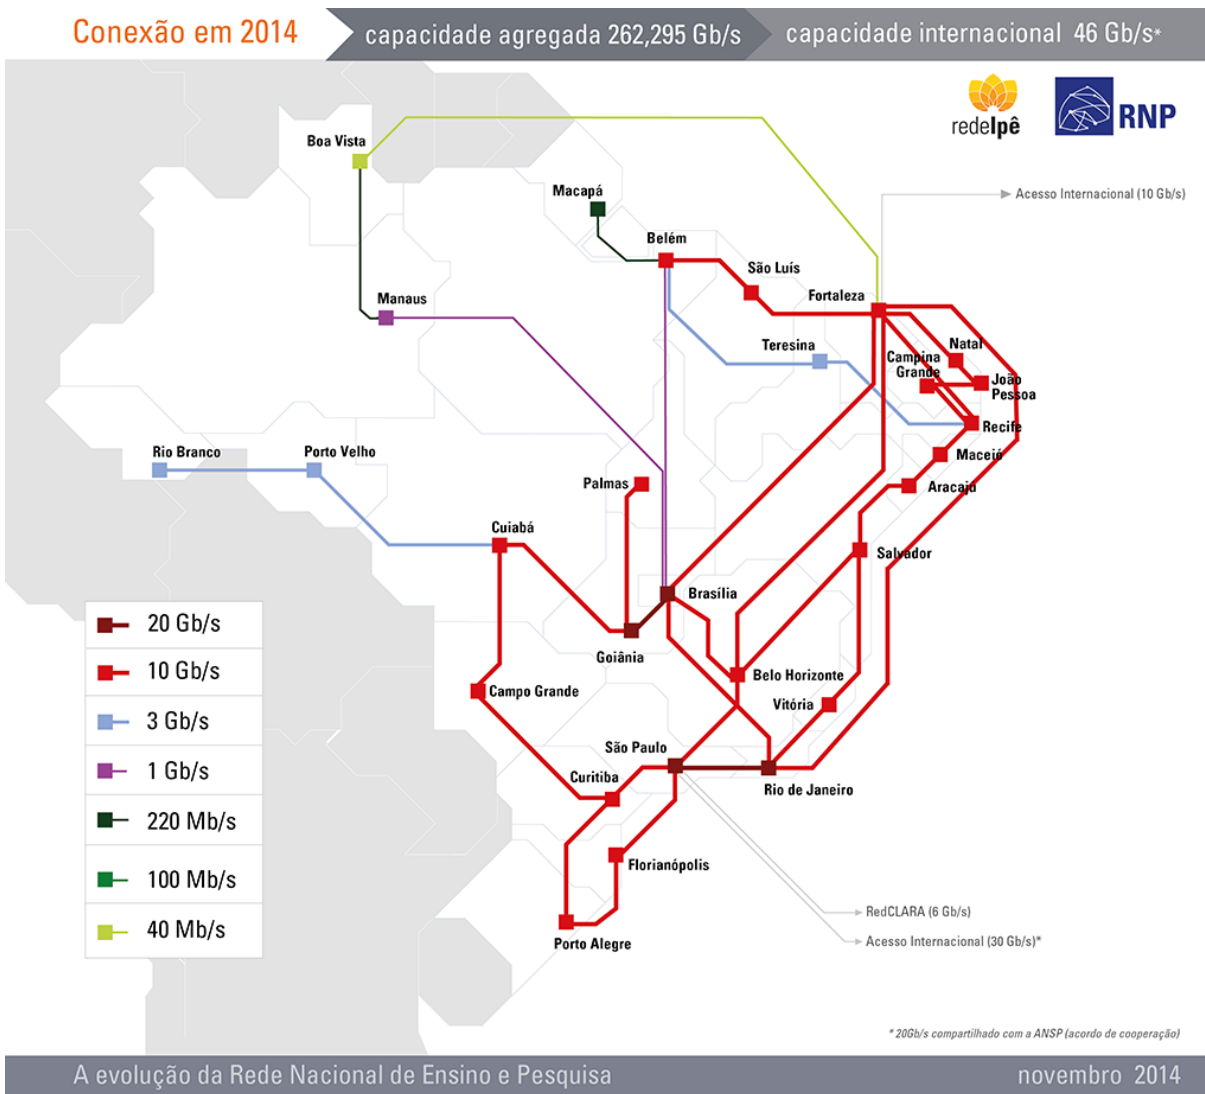 Conexão em 2014
capacidade agregada 262,295 Gb/s
capacidade internacional 46 Gb/s*
redeIpê
RNP
Boa Vista
Macapá
Acesso Internacional (10 Gb/s)
Belém
São Luís
Fortaleza
Manaus
Teresina
Natal
Campina
Grande
João
Pessoa
Recife
Rio Branco
Porto Velho
Maceió
Palmas
Aracajú
Cuiabá
Salvador
Brasília
Goiânia
Belo Horizonte
Campo Grande
Vitória
São Paulo
Curitiba
Rio de Janeiro
Florianópolis
Porto Alegre
20 Gb/s
10 Gb/s
3 Gb/s
1 Gb/s
220 Mb/s
100 Mb/s
40 Mb/s
RedCLARA (6 Gb/s)
Acesso Internacional (30 Gb/s)*
* 20Gb/s compartilhado com a ANSP (acordo de cooperação)
A evolução da Rede Nacional de Ensino e Pesquisa
novembro 2014